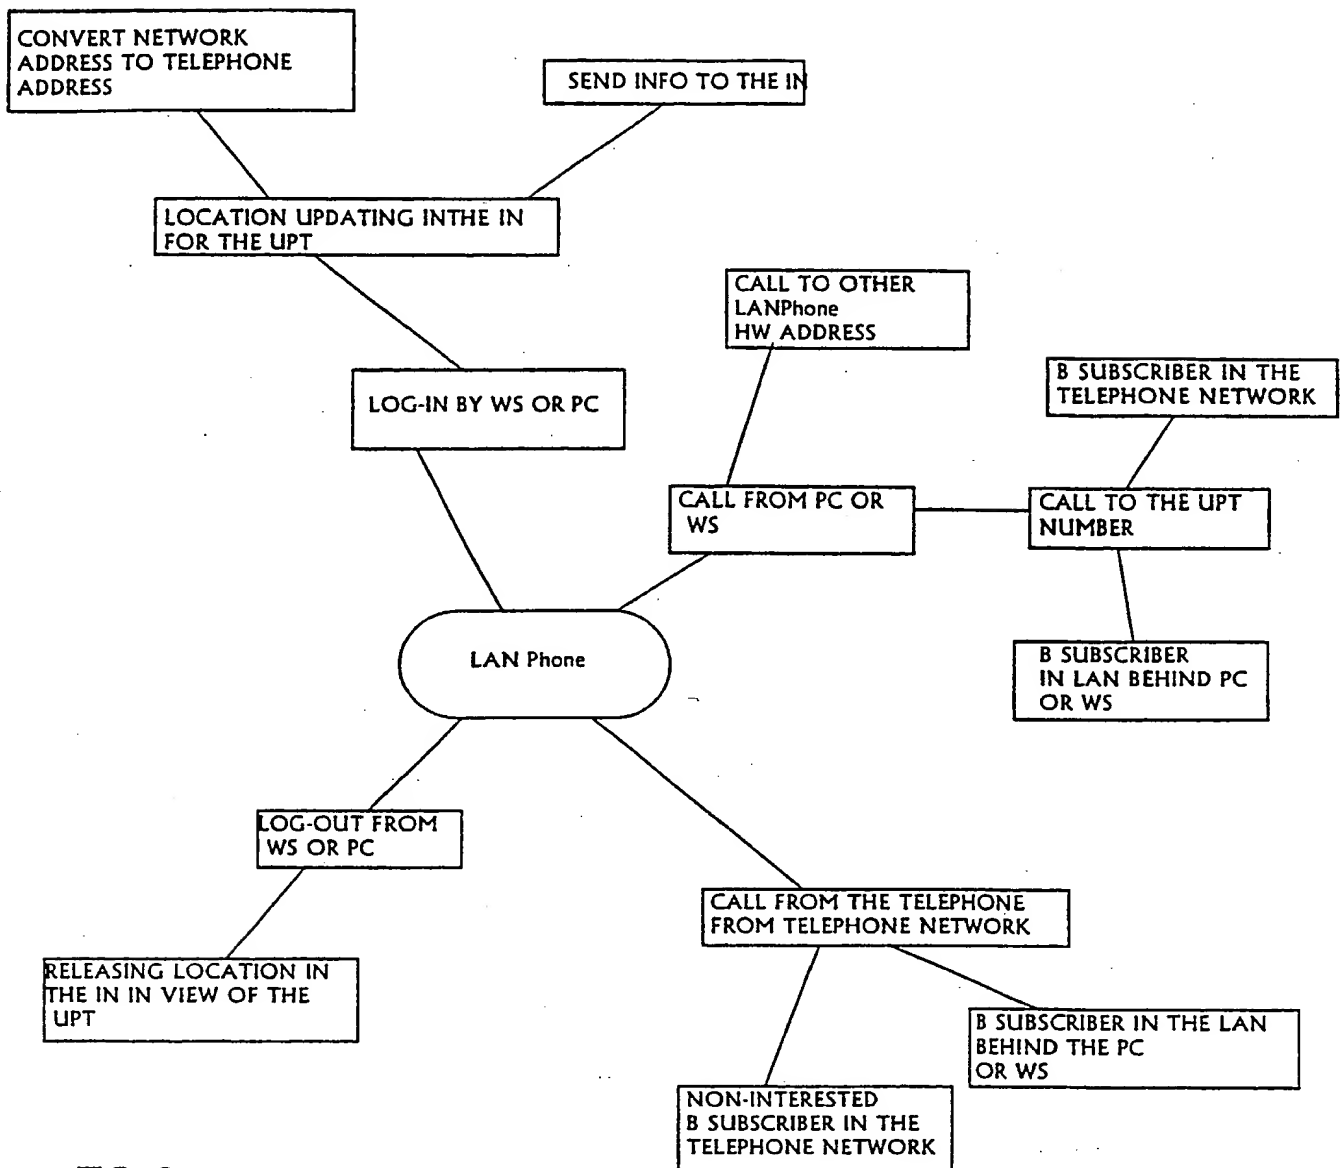 CONVERT NETWORK
ADDRESS TO TELEPHONE
ADDRESS
SEND INFO TO THE IN
LOCATION UPDATING INTHE IN
FOR THE UPT
CALL TO OTHER
LANPhone
HW ADDRESS
LOG-IN BY WS OR PC
B SUBSCRIBER IN THE
TELEPHONE NETWORK
CALL FROM PC OR
WS
CALL TO THE UPT
NUMBER
LAN Phone
B SUBSCRIBER
IN LAN BEHIND PC
OR WS
LOG-OUT FROM
WS OR PC
CALL FROM THE TELEPHONE
FROM TELEPHONE NETWORK
RELEASING LOCATION IN
THE IN IN VIEW OF THE
UPT
B SUBSCRIBER IN THE LAN
BEHIND THE PC
OR WS
NON-INTERESTED
B SUBSCRIBER IN THE
TELEPHONE NETWORK